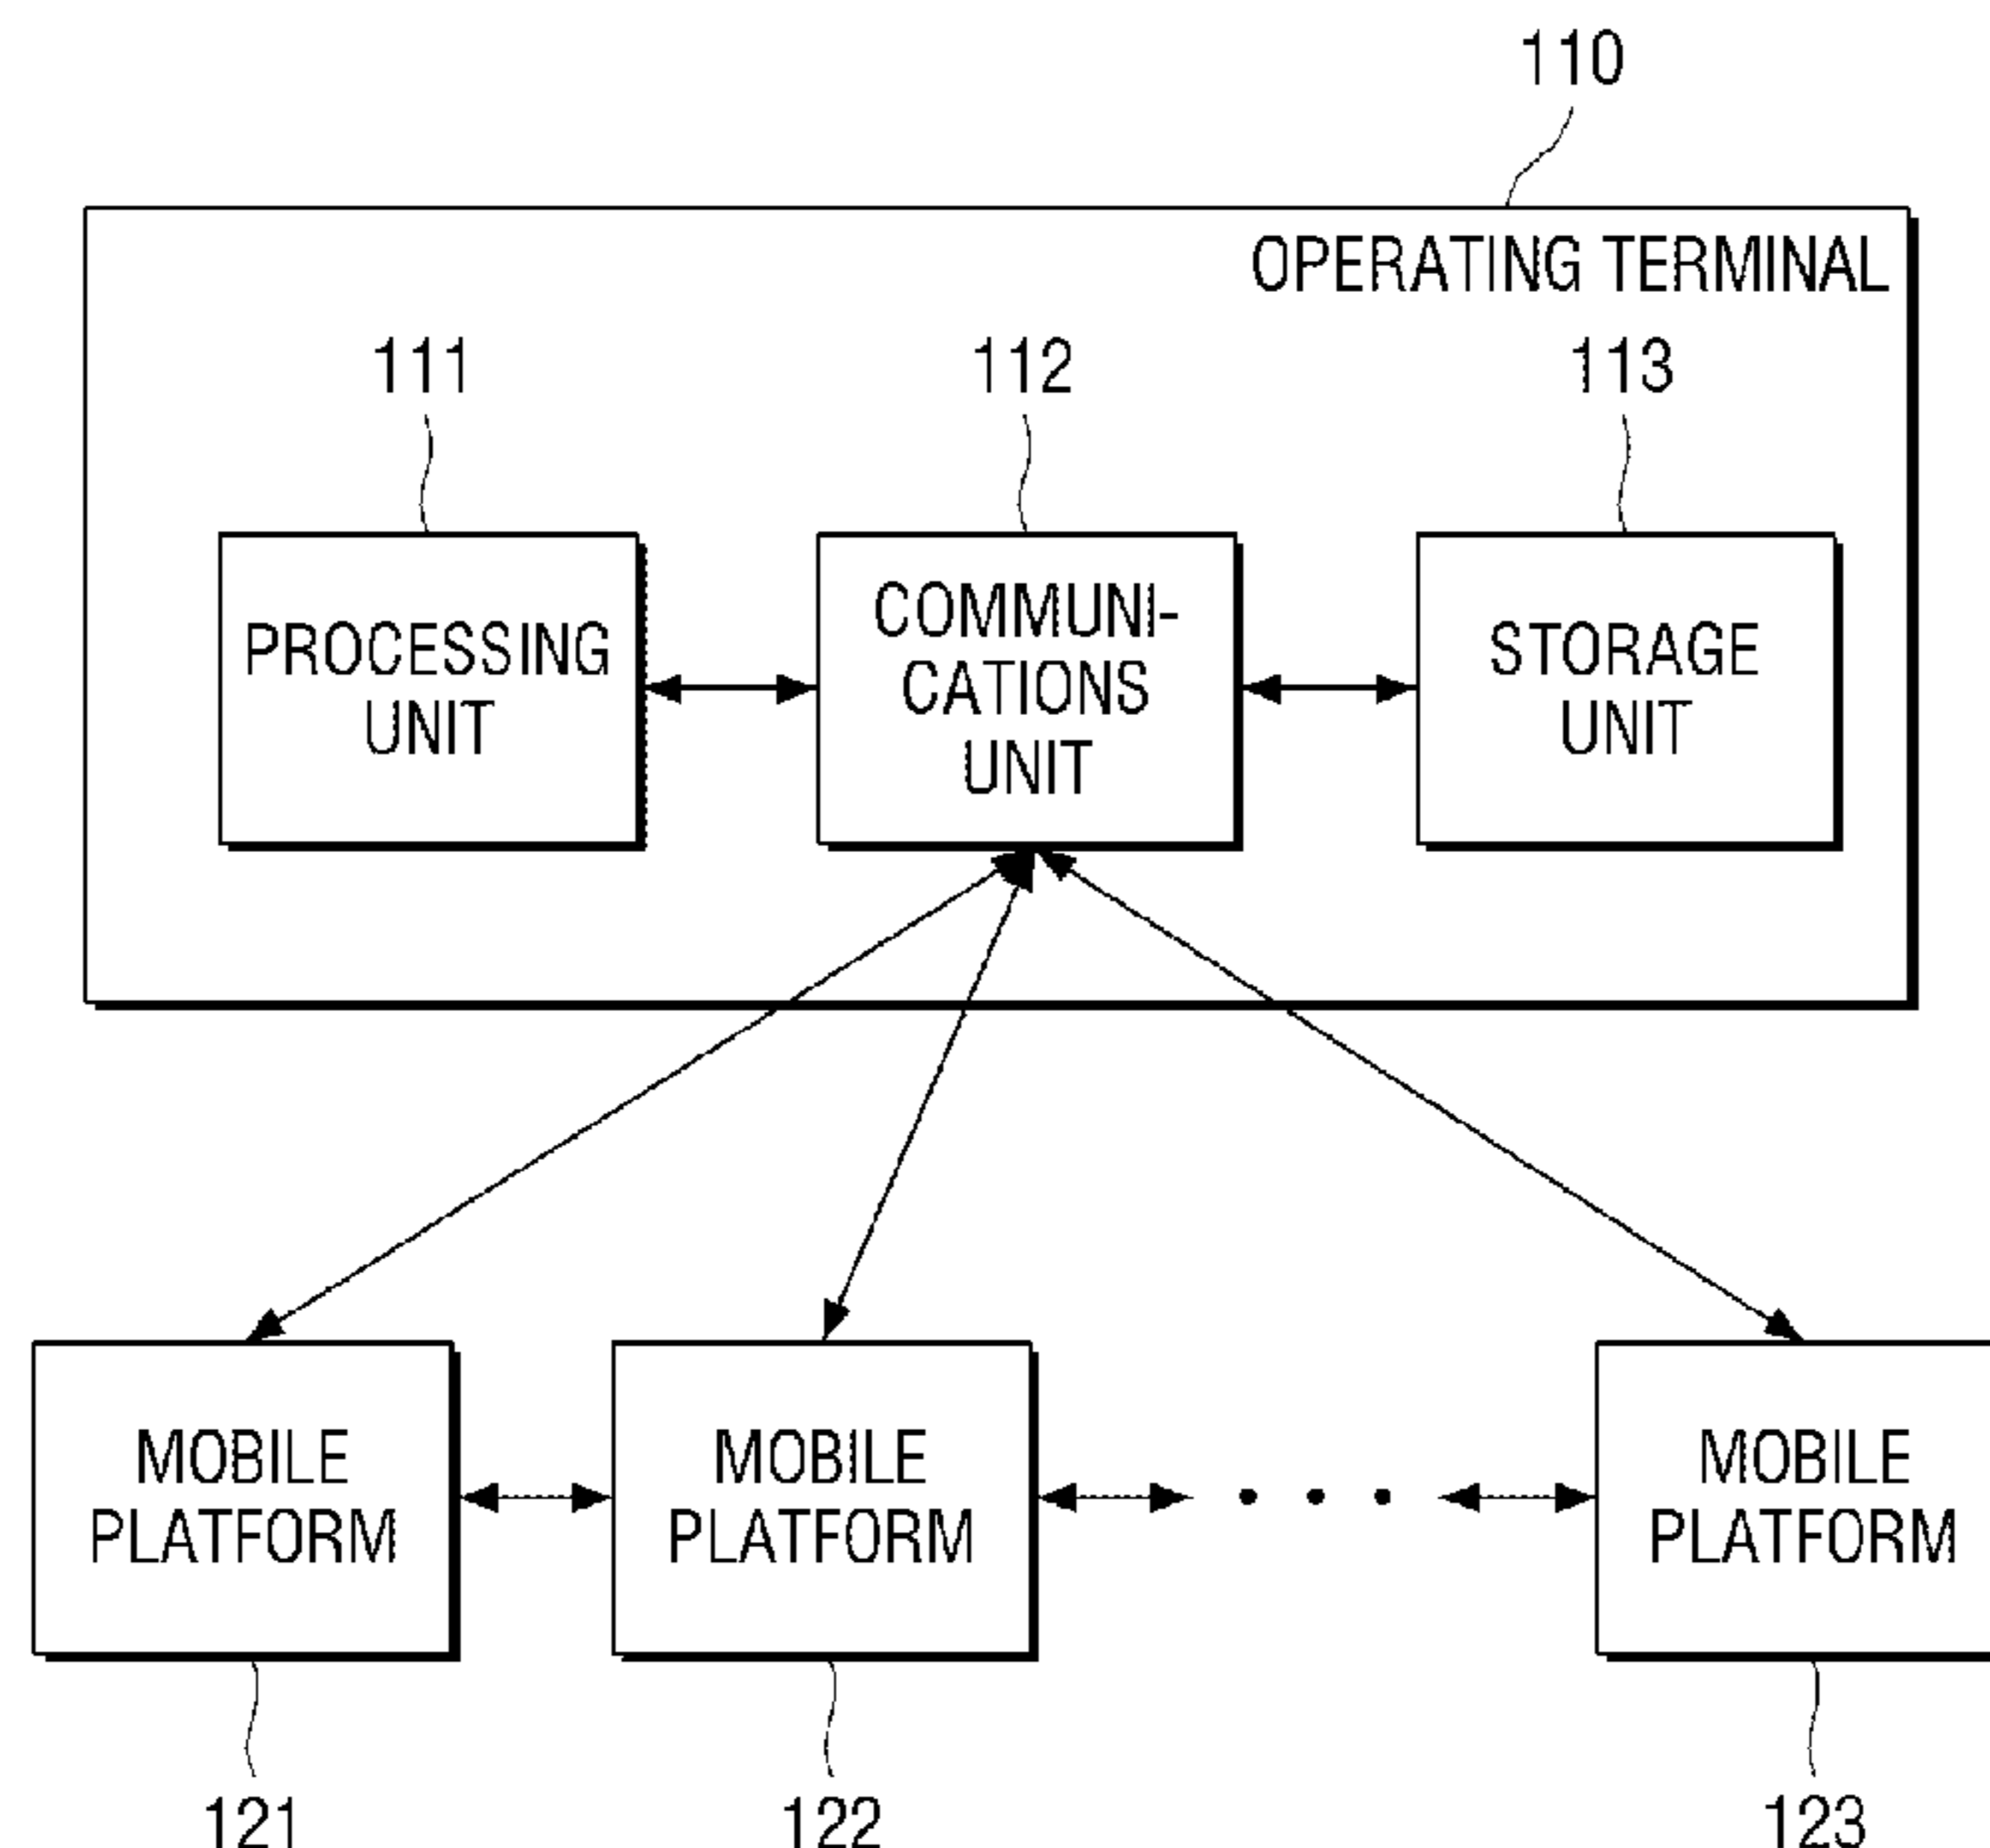 110
OPERATING TERMINAL
111
112
113
PROCESSING
UNIT
COMMUNI-
CATIONS
UNIT
STORAGE
UNIT
MOBILE
PLATFORM
MOBILE
PLATFORM
• • •
MOBILE
PLATFORM
121
122
123